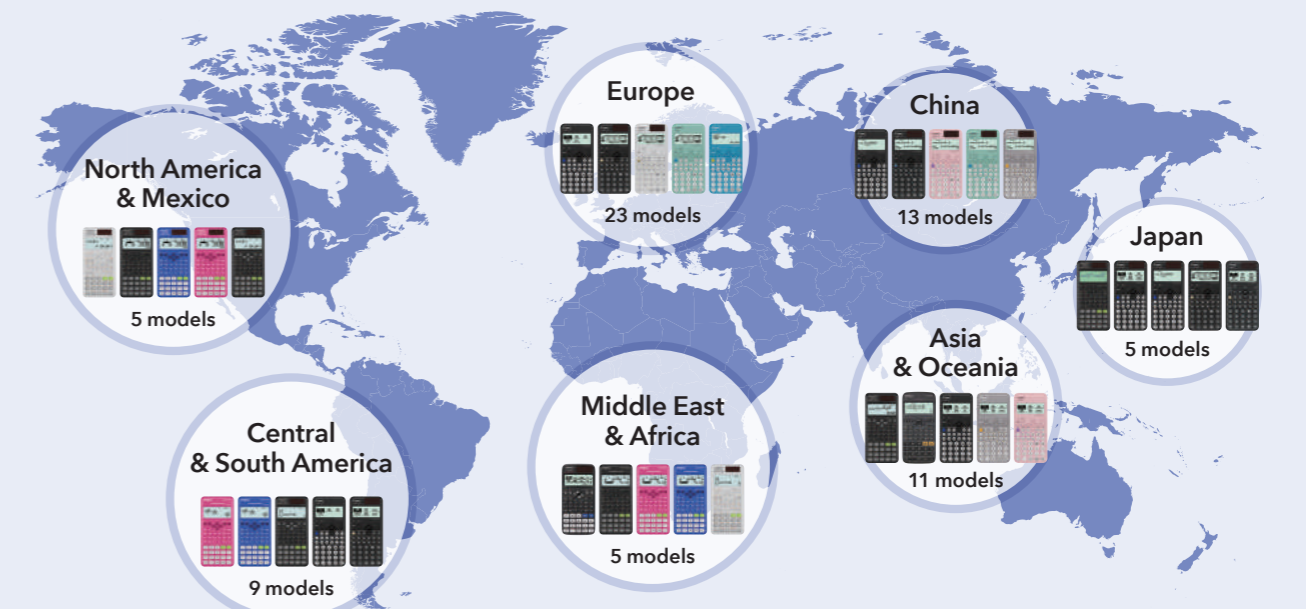 North America
& Mexico
5 models
Central
& South America
9 models
Europe
23 models
Middle East
& Africa
5 models
China
13 models
Japan
5 models
Asia
& Oceania
11 models